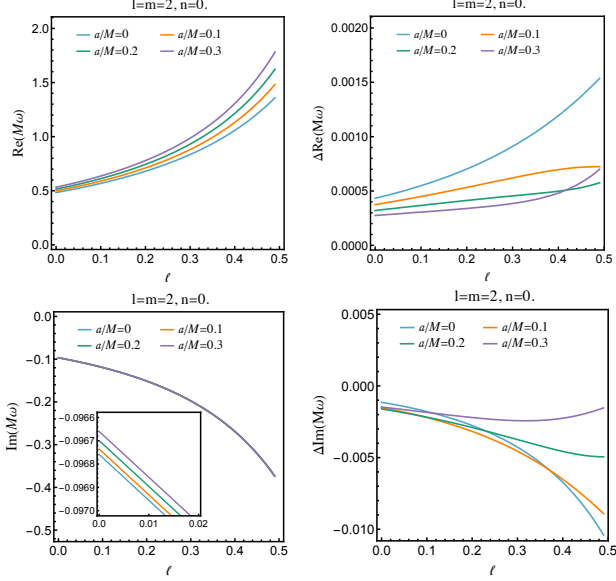 l=m=2, n=0.
a/M=0 a/M=0.1
a/M=0.2 a/M=0.3
Re(Mω)
2.0
1.5
1.0
0.5
0.0
0.0 0.1 0.2 0.3 0.4 0.5
ℓ
l=m=2, n=0.
a/M=0 a/M=0.1
a/M=0.2 a/M=0.3
ΔRe(Mω)
0.0020
0.0015
0.0010
0.0005
0.0000
0.0 0.1 0.2 0.3 0.4 0.5
ℓ
l=m=2, n=0.
a/M=0 a/M=0.1
a/M=0.2 a/M=0.3
Im(Mω)
0.0
-0.1
-0.2
-0.3
-0.4
-0.5
-0.0966
-0.0967
-0.0968
-0.0969
-0.0970
0.00 0.01 0.02
0.0 0.1 0.2 0.3 0.4 0.5
ℓ
l=m=2, n=0.
a/M=0 a/M=0.1
a/M=0.2 a/M=0.3
ΔIm(Mω)
0.005
0.000
-0.005
-0.010
0.0 0.1 0.2 0.3 0.4 0.5
ℓ